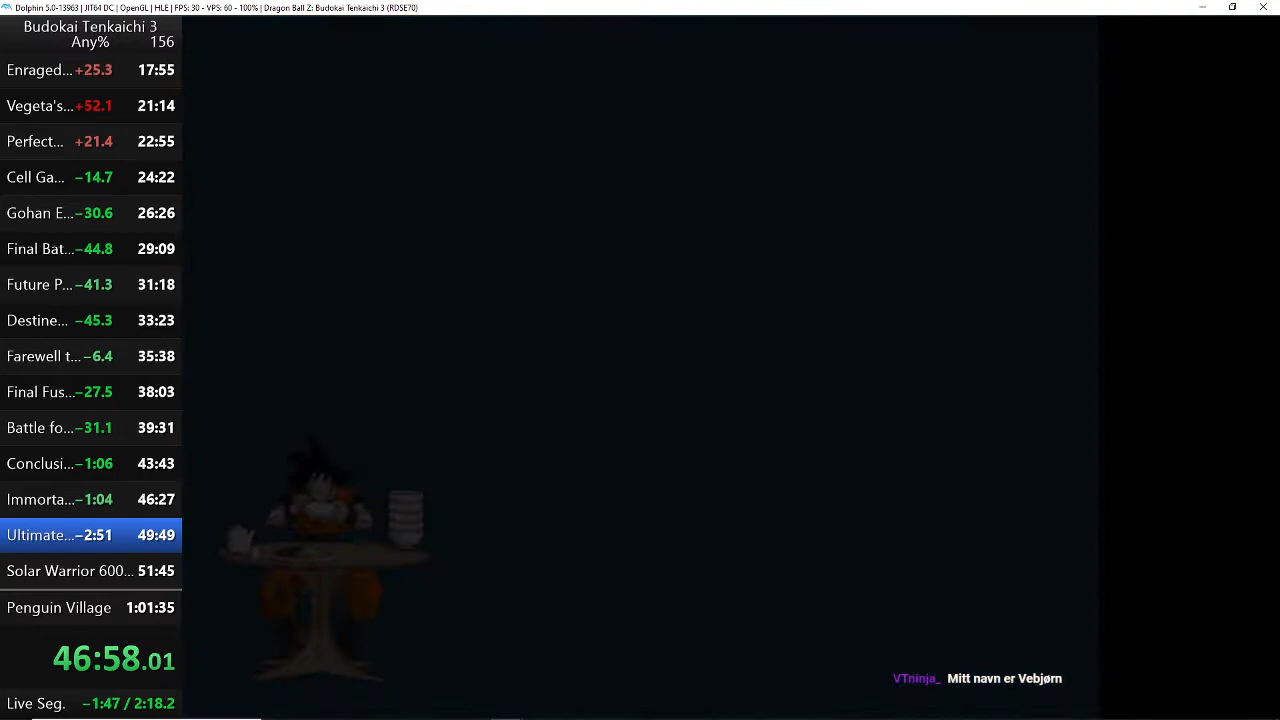 Dolphin 5.0-13963 | JIT64 DC | OpenGL | HLE | FPS: 30 - VPS: 60 - 100% | Dragon Ball Z: Budokai Tenkaichi 3 (RDSE70)
Budokai Tenkaichi 3
Any% 156
Enraged... +25.3 17:55
Vegeta's... +52.1 21:14
Perfect... +21.4 22:55
Cell Ga... −14.7 24:22
Gohan E... −30.6 26:26
Final Bat... −44.8 29:09
Future P... −41.3 31:18
Destine... −45.3 33:23
Farewell t... −6.4 35:38
Final Fus... −27.5 38:03
Battle fo... −31.1 39:31
Conclusi... −1:06 43:43
Immorta... −1:04 46:27
Ultimate... −2:51 49:49
Solar Warrior 600... 51:45
Penguin Village 1:01:35
46:58.01
Live Seg. −1:47 / 2:18.2
VTninja_ Mitt navn er Vebjørn